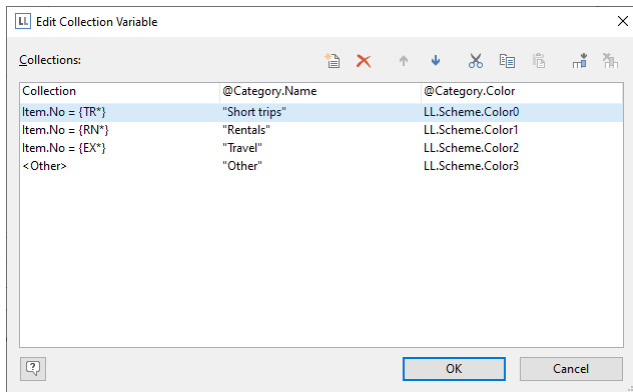 LL Edit Collection Variable
Collections:
Collection @Category.Name @Category.Color
Item.No = {TR*} "Short trips" LL.Scheme.Color0
Item.No = {RN*} "Rentals" LL.Scheme.Color1
Item.No = {EX*} "Travel" LL.Scheme.Color2
<Other> "Other" LL.Scheme.Color3
OK Cancel